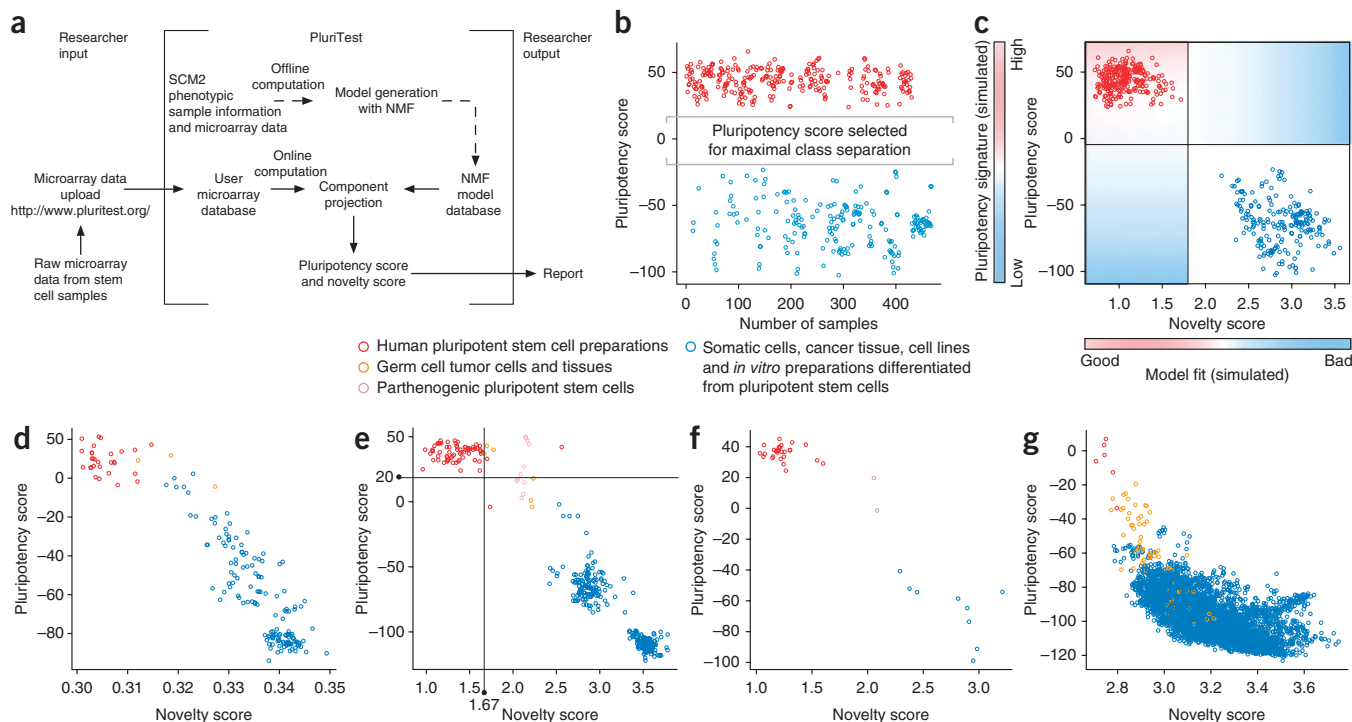 a
Researcher
input
PluriTest
Researcher
output
SCM2
phenotypic
sample information
and microarray data
Offline
computation
Model generation
with NMF
Online
computation
Microarray data
upload
http://www.pluritest.org/
User
microarray
database
Component
projection
NMF
model
database
Raw microarray
data from stem
cell samples
Pluripotency score
and novelty score
Report
b
Pluripotency score
50
0
−50
−100
Pluripotency score selected
for maximal class separation
0 100 200 300 400
Number of samples
c
Pluripotency signature (simulated)
High
Low
Pluripotency score
50
0
−50
−100
1.0 1.5 2.0 2.5 3.0 3.5
Novelty score
Good Bad
Model fit (simulated)
Human pluripotent stem cell preparations
Germ cell tumor cells and tissues
Parthenogenic pluripotent stem cells
Somatic cells, cancer tissue, cell lines
and in vitro preparations differentiated
from pluripotent stem cells
d
Pluripotency score
50
20
0
−20
−40
−60
−80
0.30 0.31 0.32 0.33 0.34 0.35
Novelty score
e
Pluripotency score
50
20
0
−50
−100
1.0 1.5 2.0 2.5 3.0 3.5
1.67
Novelty score
f
Pluripotency score
40
20
0
−20
−40
−60
−80
−100
1.0 1.5 2.0 2.5 3.0
Novelty score
g
Pluripotency score
0
−20
−40
−60
−80
−100
−120
2.8 3.0 3.2 3.4 3.6
Novelty score